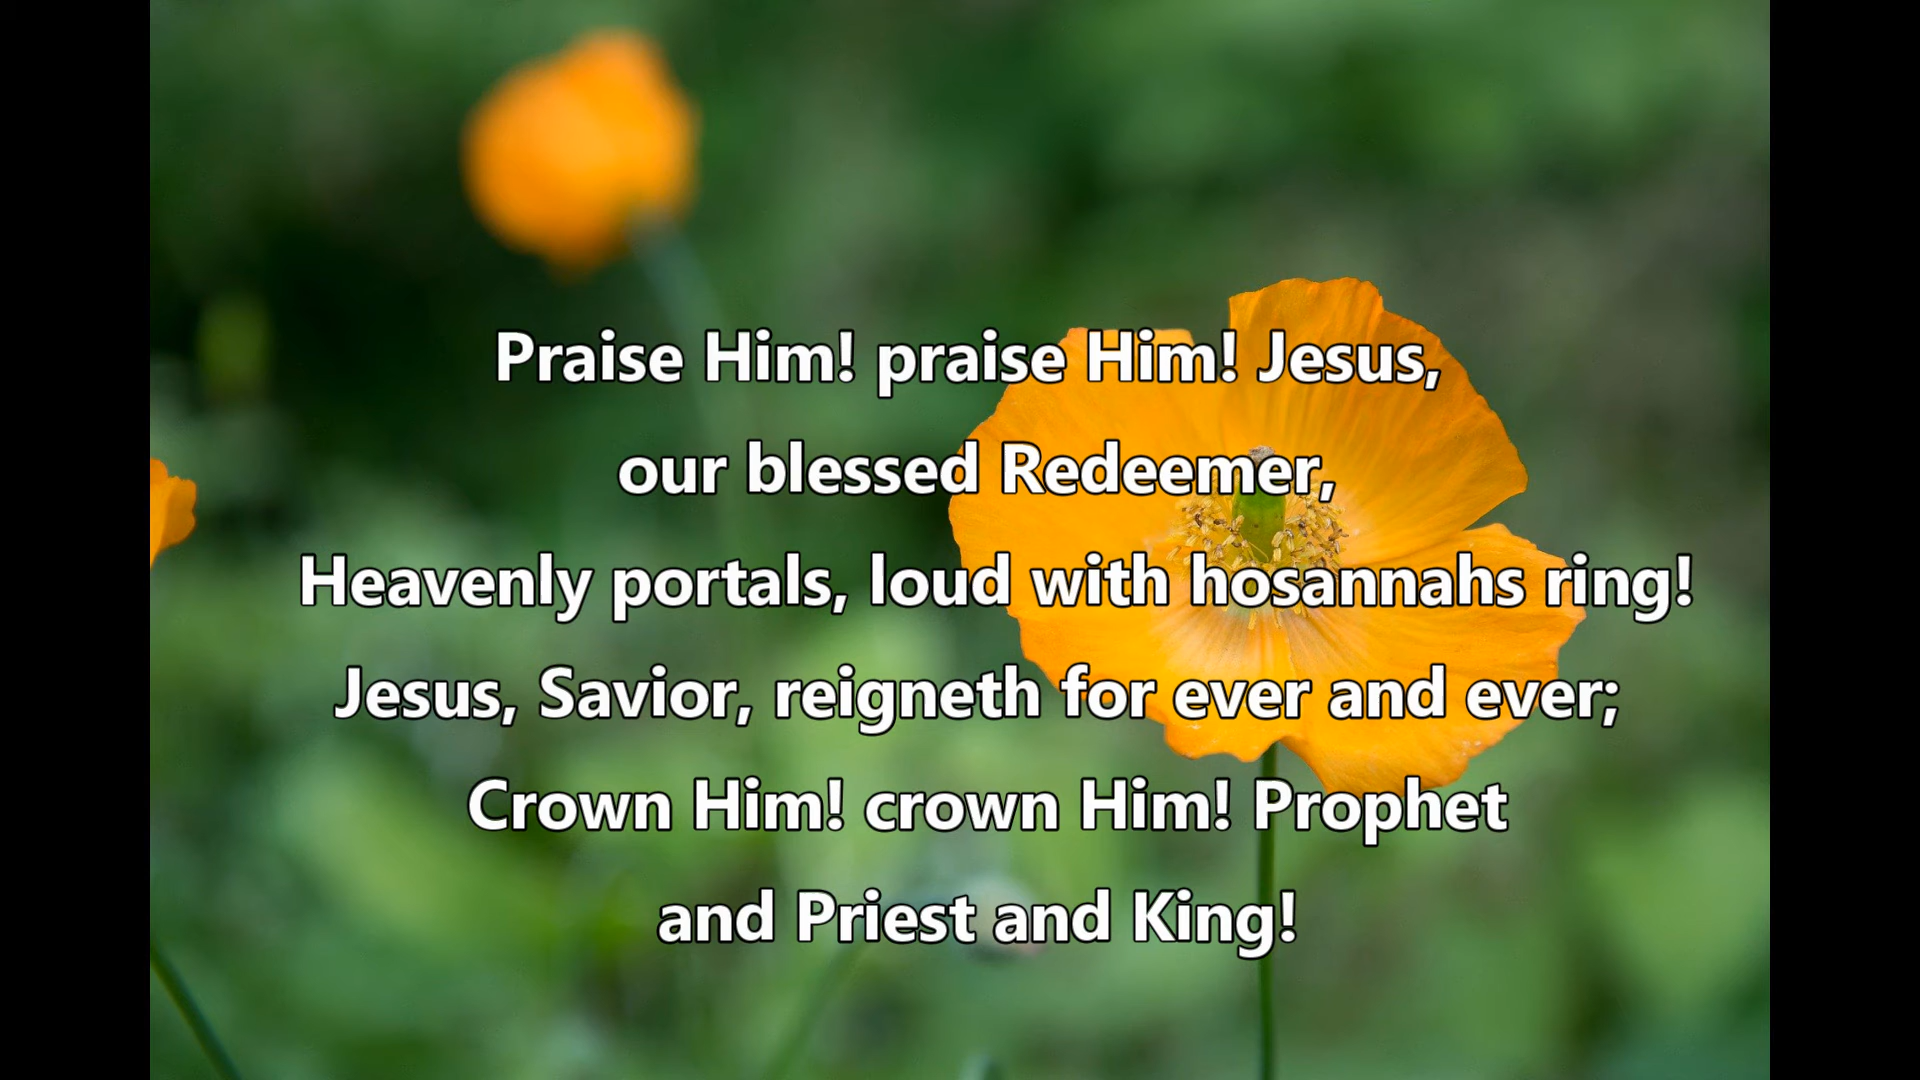 Praise Him! praise Him! Jesus,
our blessed Redeemer,
Heavenly portals, loud with hosannahs ring!
Jesus, Savior, reigneth for ever and ever;
Crown Him! crown Him! Prophet
and Priest and King!